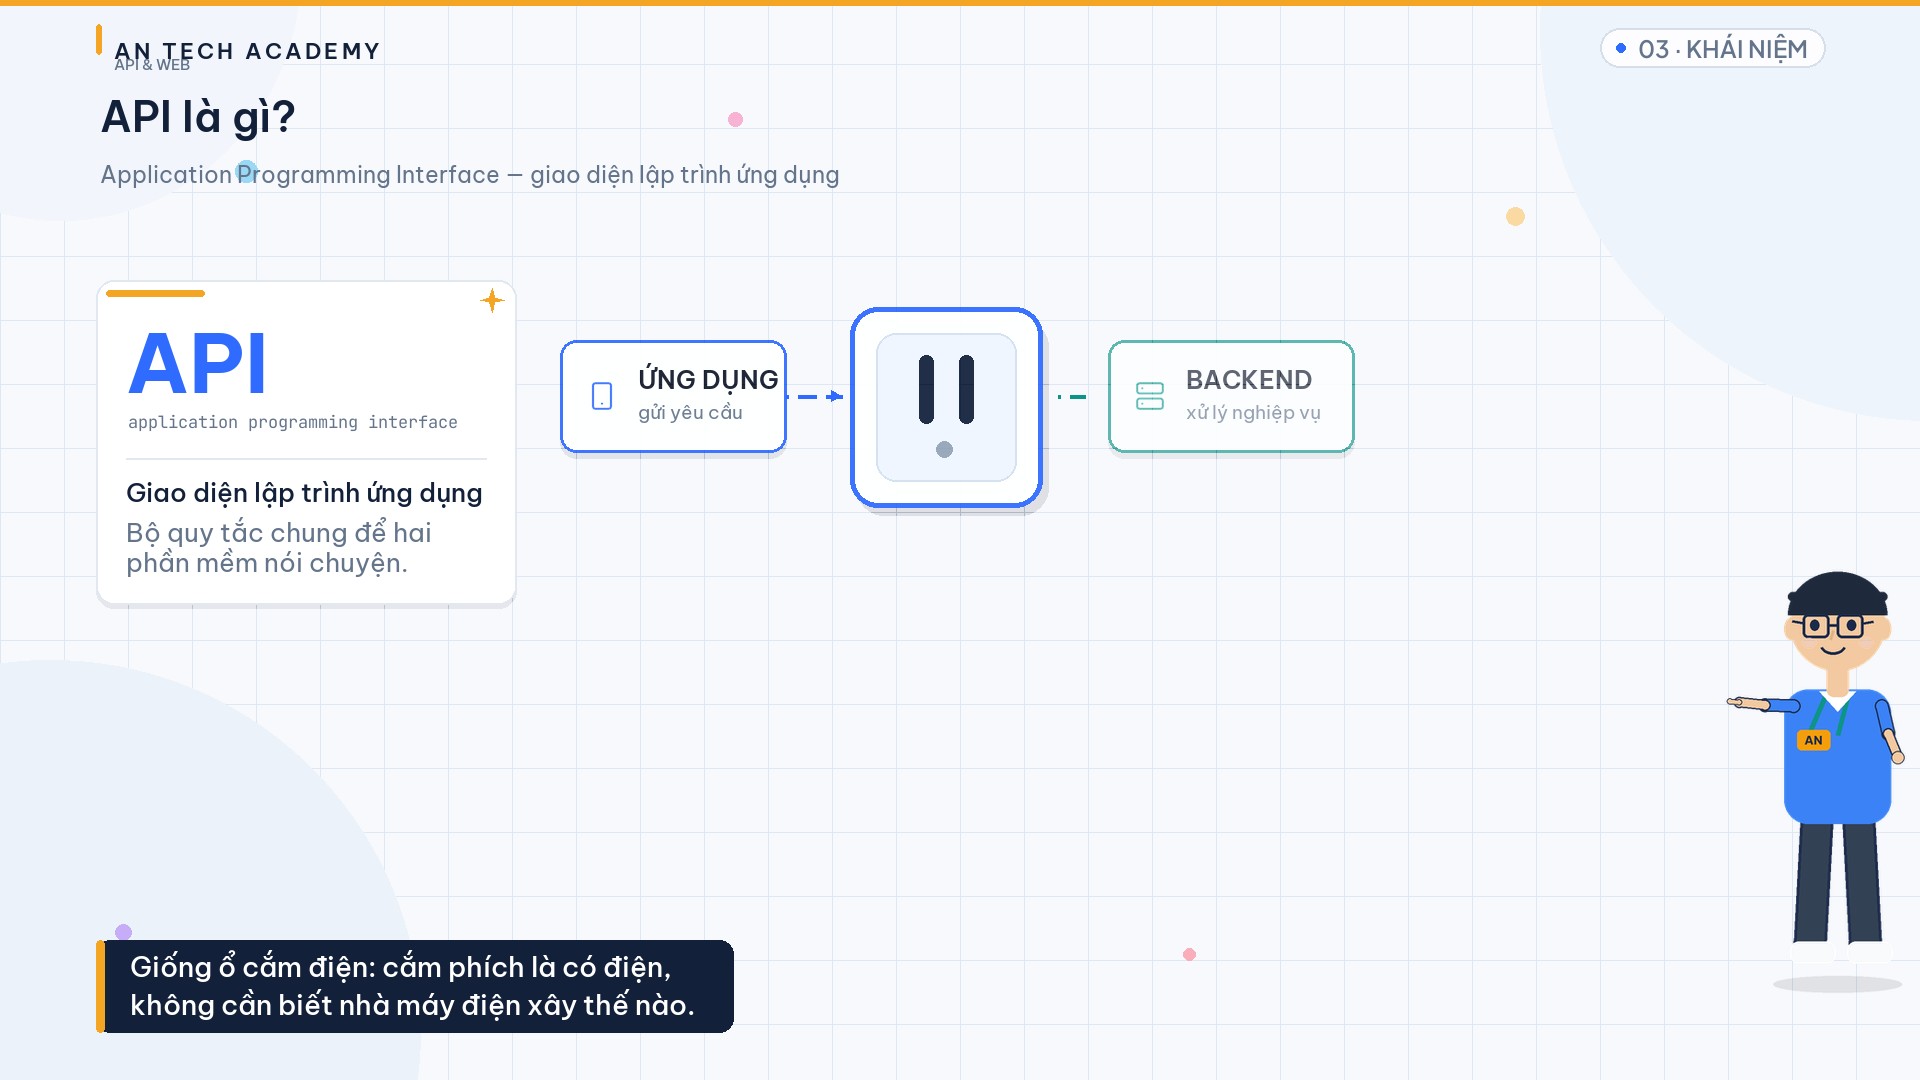 AN TECH ACADEMY
API & WEB
03 · KHÁI NIỆM
API là gì?
Application Programming Interface — giao diện lập trình ứng dụng
API
application programming interface
Giao diện lập trình ứng dụng
Bộ quy tắc chung để hai
phần mềm nói chuyện.
ỨNG DỤNG
gửi yêu cầu
BACKEND
xử lý nghiệp vụ
AN
Giống ổ cắm điện: cắm phích là có điện,
không cần biết nhà máy điện xây thế nào.